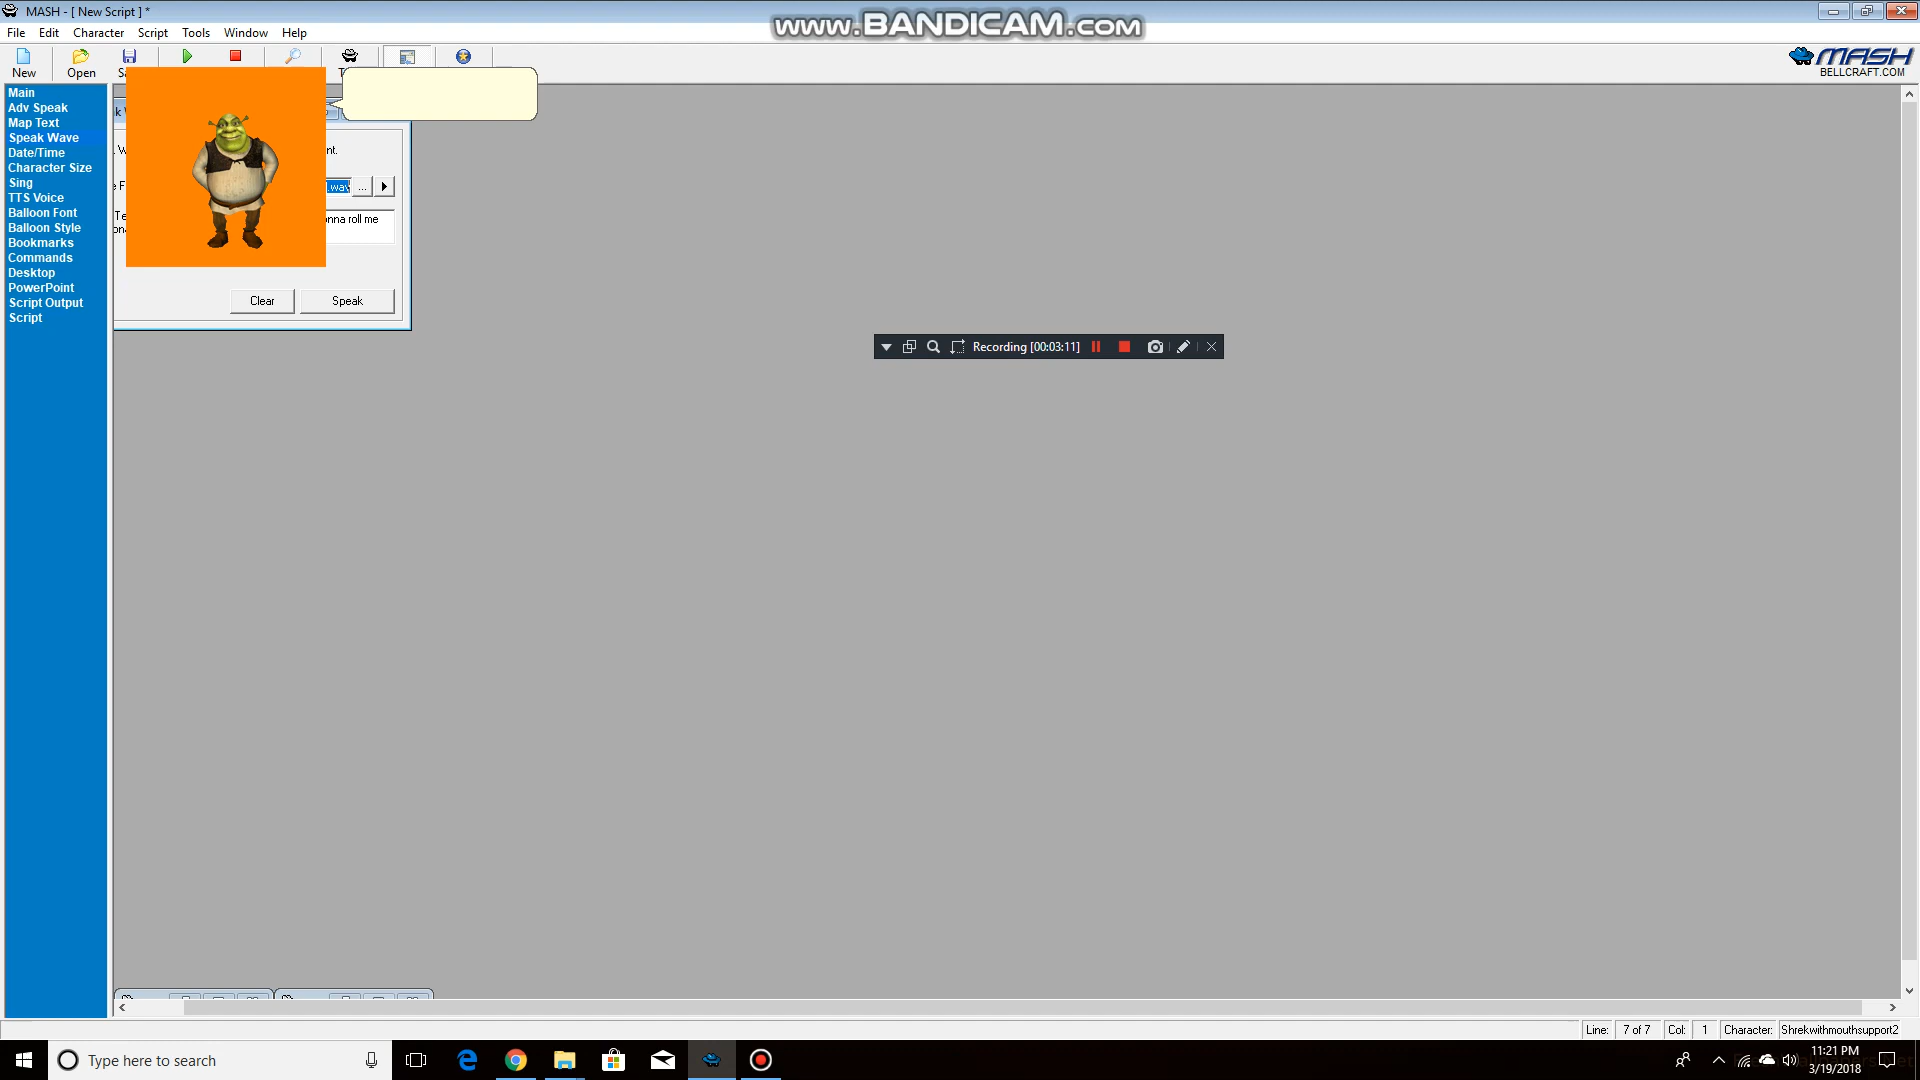 MASH - [ New Script ] *
www.BANDICAM.com
File Edit Character Script Tools Window Help
New Open
MASH
BELLCRAFT.COM
Main
Adv Speak
Map Text
Speak Wave
Date/Time
Character Size
Sing
TTS Voice
Balloon Font
Balloon Style
Bookmarks
Commands
Desktop
PowerPoint
Script Output
Script
.wav ...
nna roll me
Clear Speak
Recording [00:03:11]
Line: 7 of 7 Col: 1 Character: Shrekwithmouthsupport2
Type here to search
11:21 PM
3/19/2018